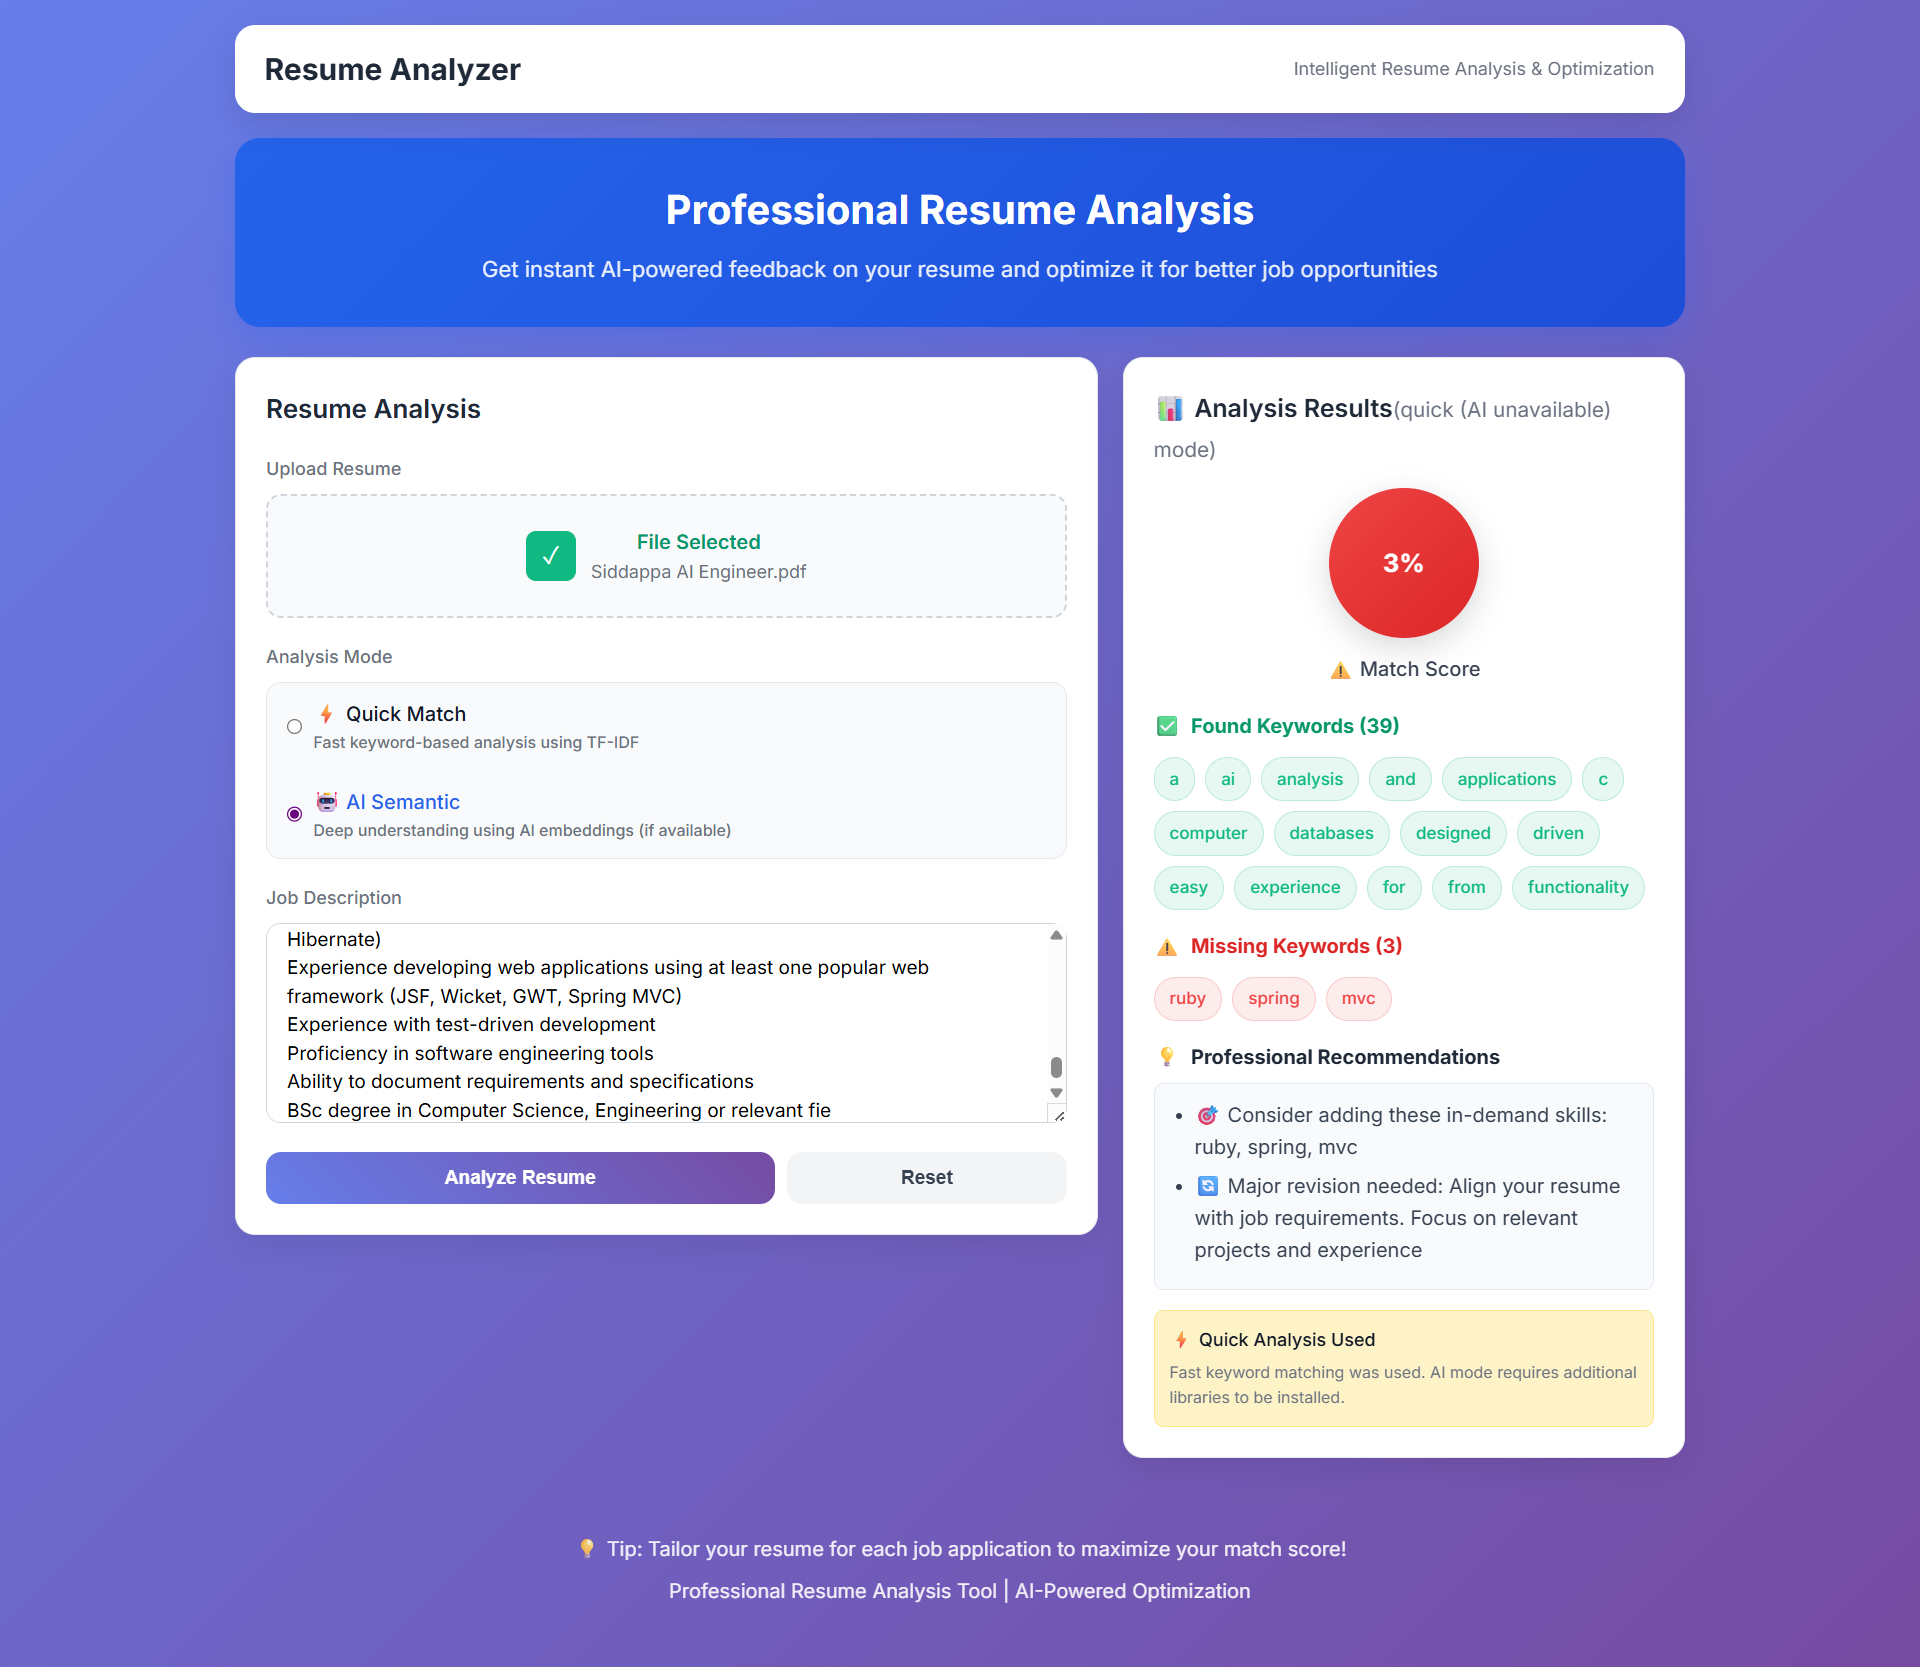 Resume Analyzer
Intelligent Resume Analysis & Optimization
Professional Resume Analysis
Get instant AI-powered feedback on your resume and optimize it for better job opportunities
Resume Analysis
Upload Resume
✓
File Selected
Siddappa AI Engineer.pdf
Analysis Mode
⚡ Quick Match
Fast keyword-based analysis using TF-IDF
🤖 AI Semantic
Deep understanding using AI embeddings (if available)
Job Description
Hibernate)
Experience developing web applications using at least one popular web
framework (JSF, Wicket, GWT, Spring MVC)
Experience with test-driven development
Proficiency in software engineering tools
Ability to document requirements and specifications
BSc degree in Computer Science, Engineering or relevant fie
Analyze Resume
Reset
📊 Analysis Results(quick (AI unavailable)
mode)
3%
⚠️ Match Score
✅ Found Keywords (39)
a ai analysis and applications c
computer databases designed driven
easy experience for from functionality
⚠️ Missing Keywords (3)
ruby spring mvc
💡 Professional Recommendations
• 🎯 Consider adding these in-demand skills:
ruby, spring, mvc
• 🔄 Major revision needed: Align your resume
with job requirements. Focus on relevant
projects and experience
⚡ Quick Analysis Used
Fast keyword matching was used. AI mode requires additional
libraries to be installed.
💡 Tip: Tailor your resume for each job application to maximize your match score!
Professional Resume Analysis Tool | AI-Powered Optimization